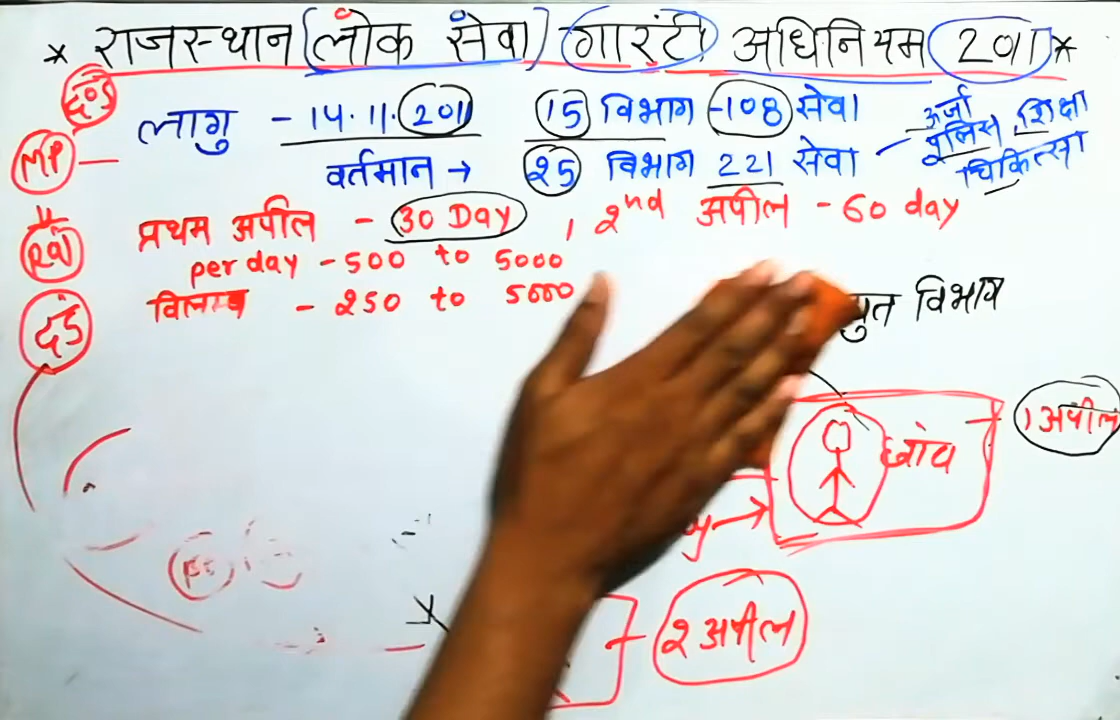 * राजस्थान (लोक सेवा) गारंटी अधिनियम 2011 *
लागु - 14.11.2011 15 विभाग -108 सेवा
ऊर्जा शिक्षा
पुलिस चिकित्सा
MP -
वर्तमान → 25 विभाग 221 सेवा
प्रथम अपील - 30 Day , 2nd अपील - 60 day
per day - 500 to 5000
विलम्ब - 250 to 5000
दंड
विभाग
1 अपील
2 अपील